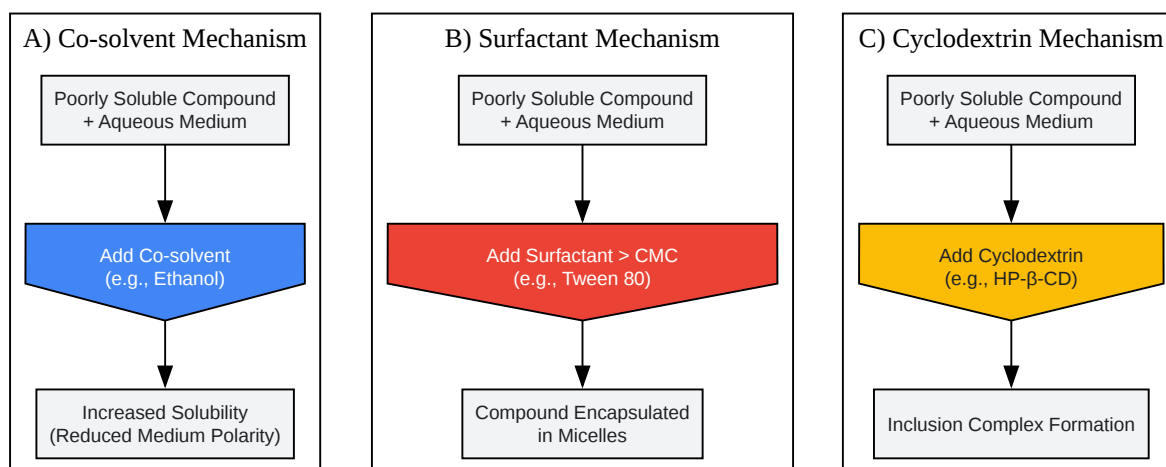 A) Co-solvent Mechanism
Poorly Soluble Compound
+ Aqueous Medium
Add Co-solvent
(e.g., Ethanol)
Increased Solubility
(Reduced Medium Polarity)
B) Surfactant Mechanism
Poorly Soluble Compound
+ Aqueous Medium
Add Surfactant > CMC
(e.g., Tween 80)
Compound Encapsulated
in Micelles
C) Cyclodextrin Mechanism
Poorly Soluble Compound
+ Aqueous Medium
Add Cyclodextrin
(e.g., HP-β-CD)
Inclusion Complex Formation